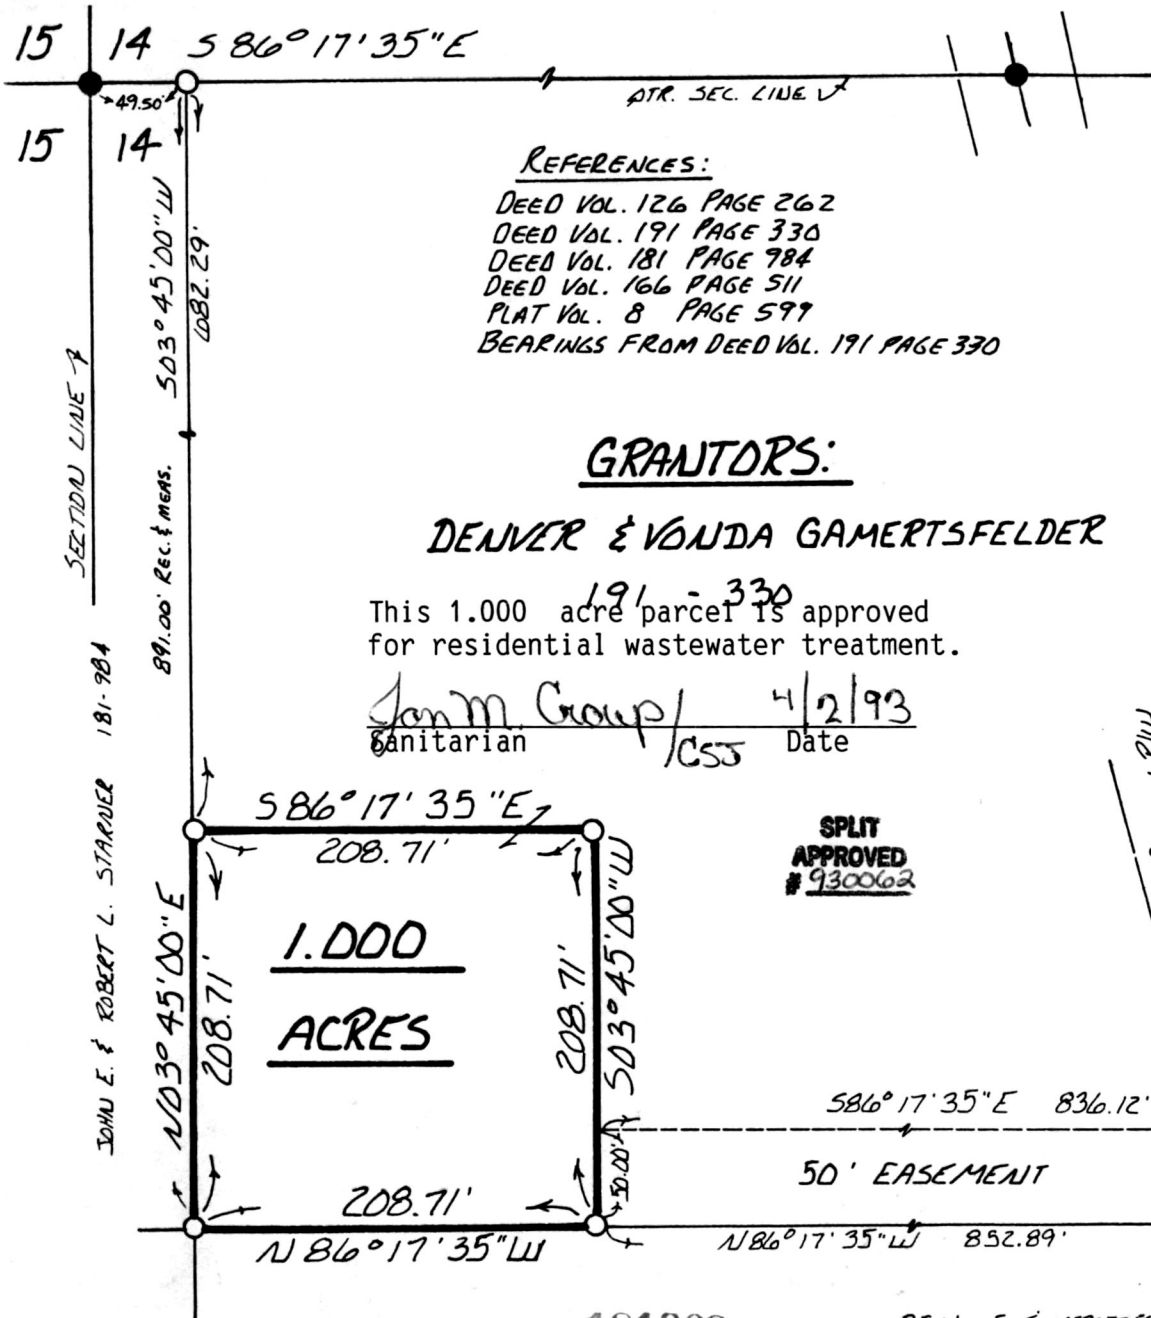 15 14 S 86° 17' 35" E
49.50'
QTR. SEC. LINE
15 14
REFERENCES:
DEED VOL. 126 PAGE 262
DEED VOL. 191 PAGE 330
DEED VOL. 181 PAGE 984
DEED VOL. 166 PAGE 511
PLAT VOL. 8 PAGE 599
BEARINGS FROM DEED VOL. 191 PAGE 330
S03° 45' 00" W
682.29'
SECTION LINE
891.00' REC. & MEAS.
GRANTORS:
DENVER & VONDA GAMERTSFELDER
191 - 330
This 1.000 acre parcel is approved
for residential wastewater treatment.
4/2/93
Sanitarian /CSJ Date
JOHN E. & ROBERT L. STARNER 181-984
S 86° 17' 35" E
208.71'
SPLIT
APPROVED
# 930062
N03° 45' 00" E
208.71'
1.000
ACRES
208.71'
S03° 45' 00" W
S86° 17' 35" E 836.12'
50.00'
50' EASEMENT
208.71'
N 86° 17' 35" W
N86° 17' 35" W 852.89'